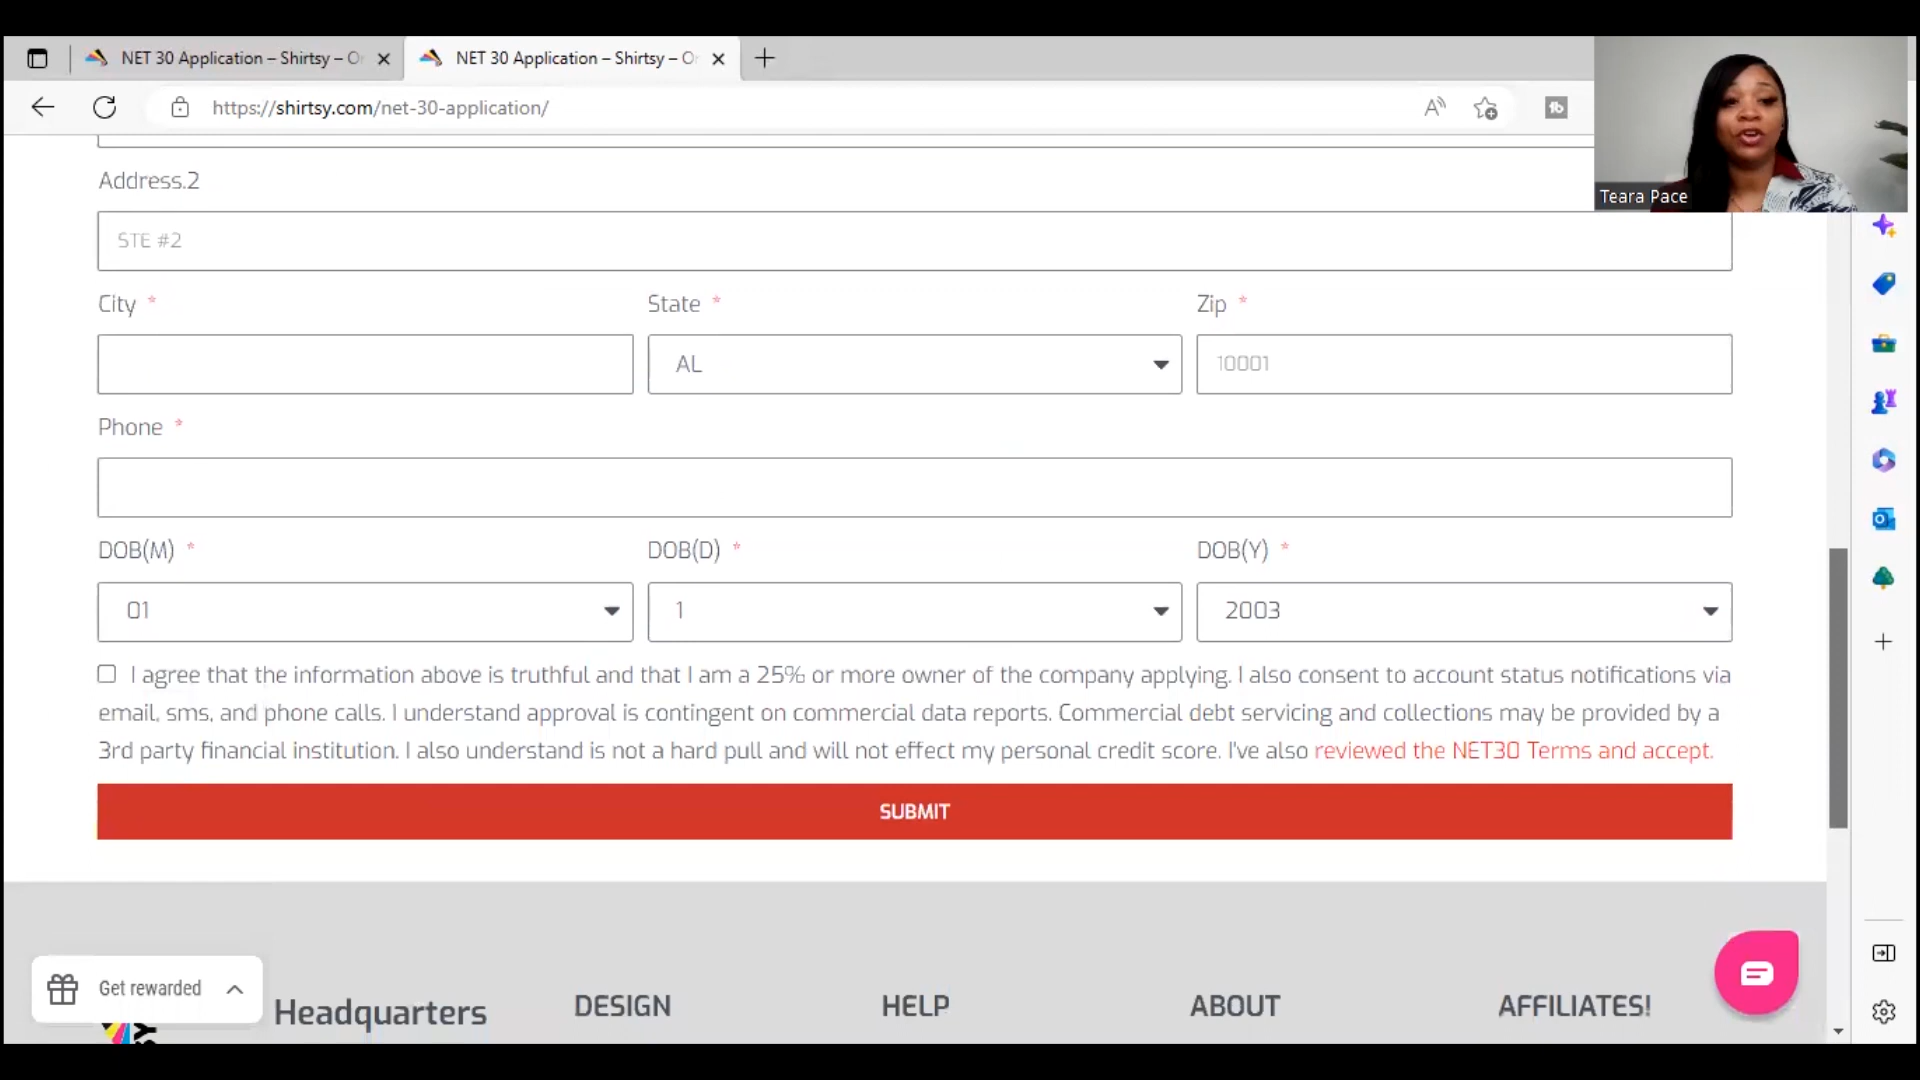 NET 30 Application – Shirtsy – O
NET 30 Application – Shirtsy – O
https://shirtsy.com/net-30-application/
Teara Pace
Address.2
STE #2
City *
State *
Zip *
AL
10001
Phone *
DOB(M) *
DOB(D) *
DOB(Y) *
01
1
2003
I agree that the information above is truthful and that I am a 25% or more owner of the company applying. I also consent to account status notifications via
email, sms, and phone calls. I understand approval is contingent on commercial data reports. Commercial debt servicing and collections may be provided by a
3rd party financial institution. I also understand is not a hard pull and will not effect my personal credit score. I've also reviewed the NET30 Terms and accept.
SUBMIT
Get rewarded
Headquarters
DESIGN
HELP
ABOUT
AFFILIATES!